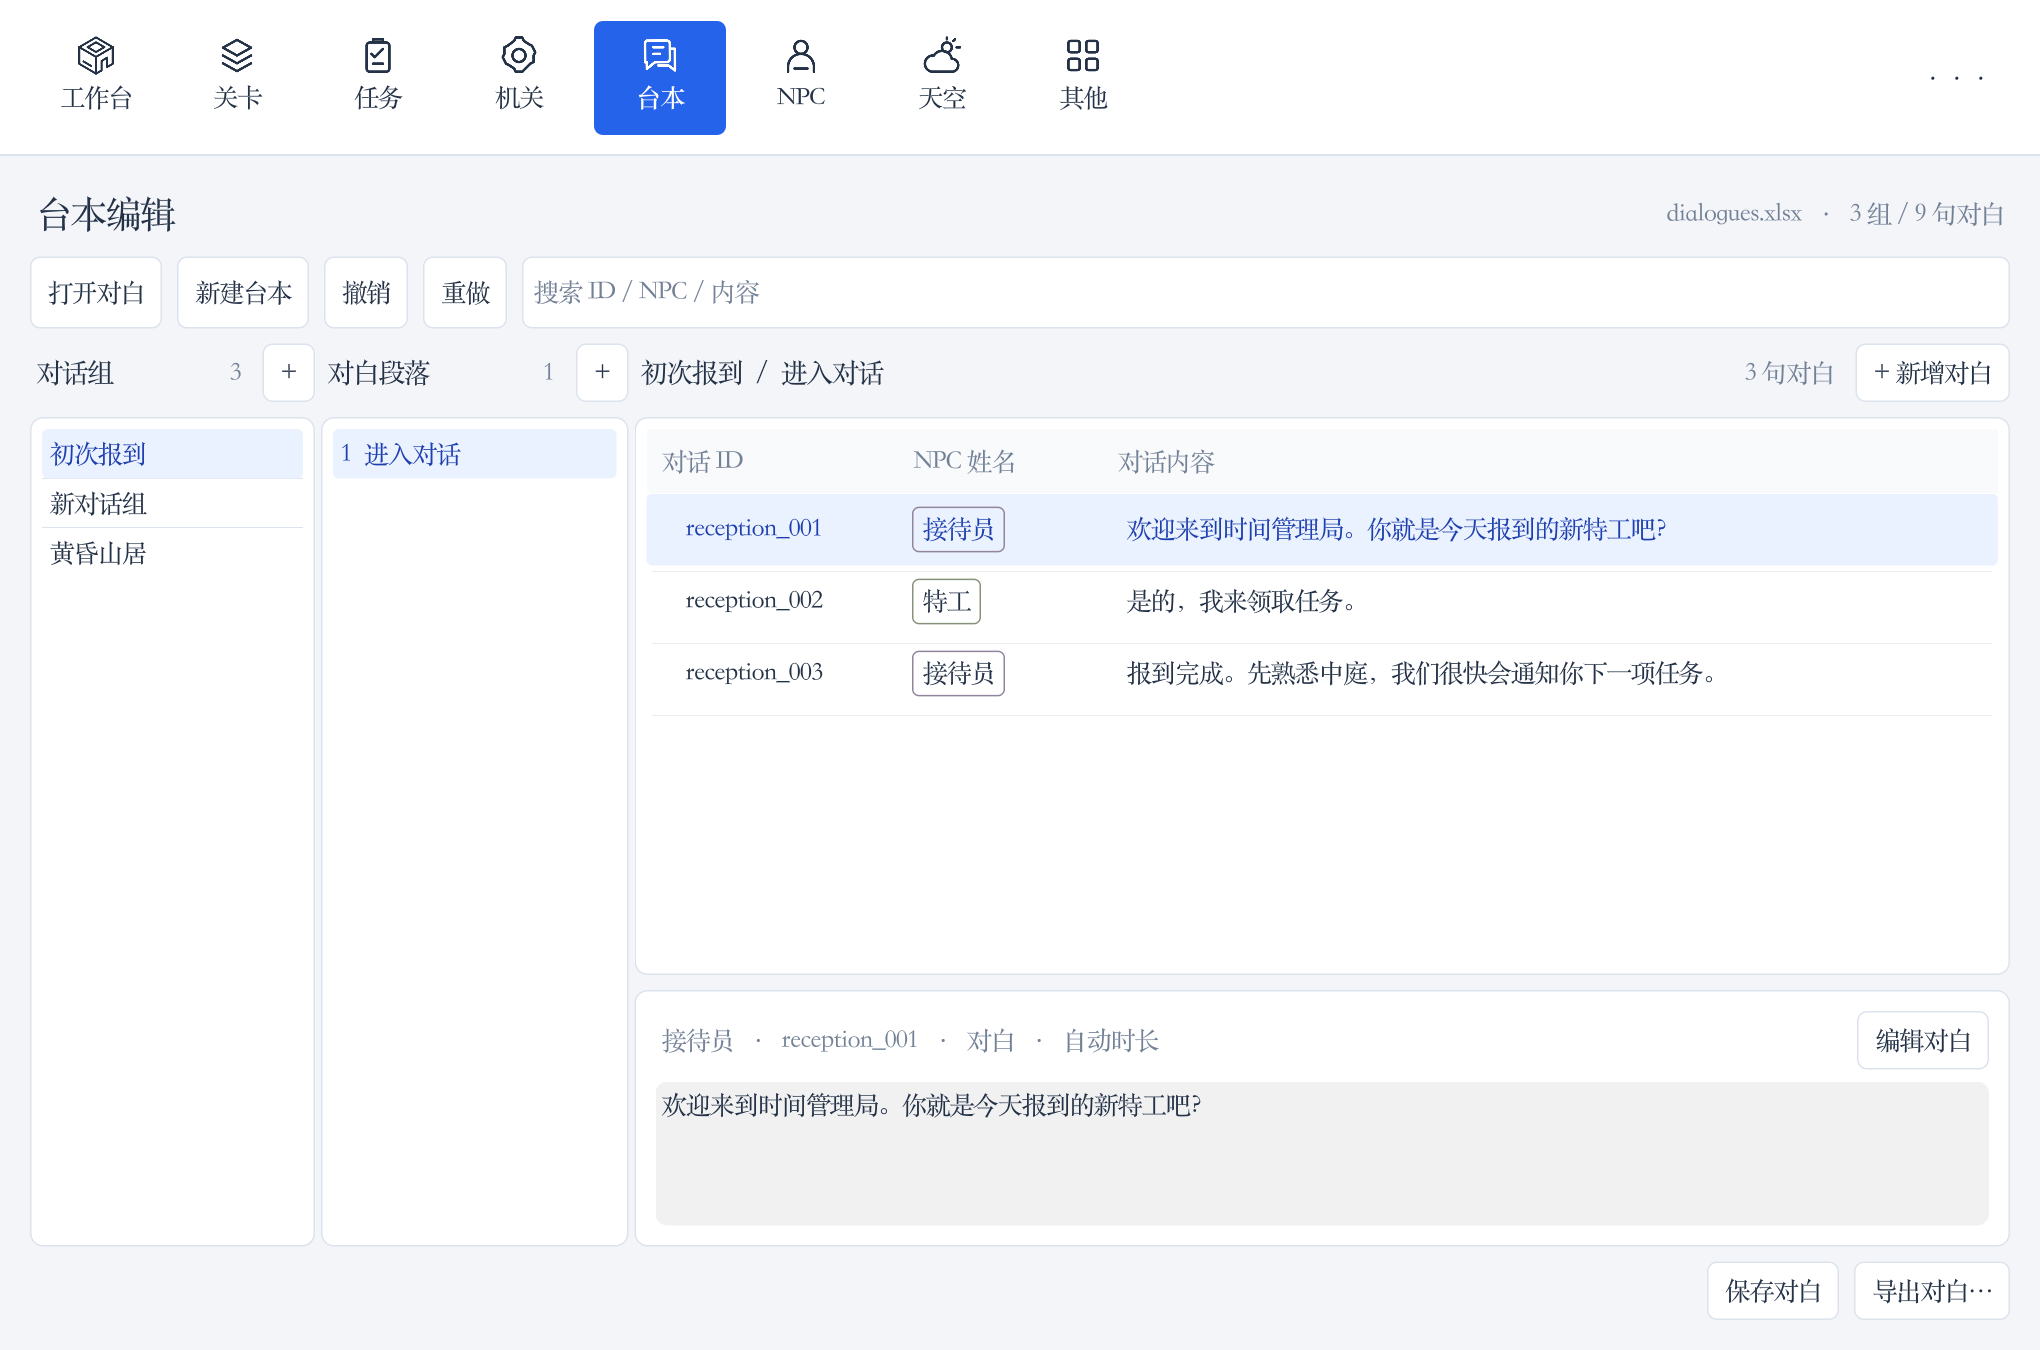 工作台
关卡
任务
机关
台本
NPC
天空
其他
· · ·
台本编辑
dialogues.xlsx · 3 组 / 9 句对白
打开对白
新建台本
撤销
重做
搜索 ID / NPC / 内容
对话组 3 +
对白段落 1 +
初次报到 / 进入对话
3 句对白
+ 新增对白
初次报到
新对话组
黄昏山居
1 进入对话
对话 ID NPC 姓名 对话内容
reception_001 接待员 欢迎来到时间管理局。你就是今天报到的新特工吧?
reception_002 特工 是的，我来领取任务。
reception_003 接待员 报到完成。先熟悉中庭，我们很快会通知你下一项任务。
接待员 · reception_001 · 对白 · 自动时长
编辑对白
欢迎来到时间管理局。你就是今天报到的新特工吧?
保存对白
导出对白…